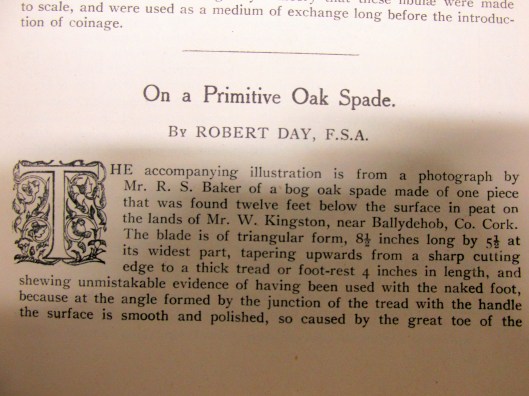 that these fibulæ were made
to scale, and were used as a medium of exchange long before the introduc-
tion of coinage.
On a Primitive Oak Spade.
By ROBERT DAY, F.S.A.
THE accompanying illustration is from a photograph by
Mr. R. S. Baker of a bog oak spade made of one piece
that was found twelve feet below the surface in peat on
the lands of Mr. W. Kingston, near Ballydehob, Co. Cork.
The blade is of triangular form, 8½ inches long by 5½ at
its widest part, tapering upwards from a sharp cutting
edge to a thick tread or foot-rest 4 inches in length, and
shewing unmistakable evidence of having been used with the naked foot,
because at the angle formed by the junction of the tread with the handle
the surface is smooth and polished, so caused by the great toe of the